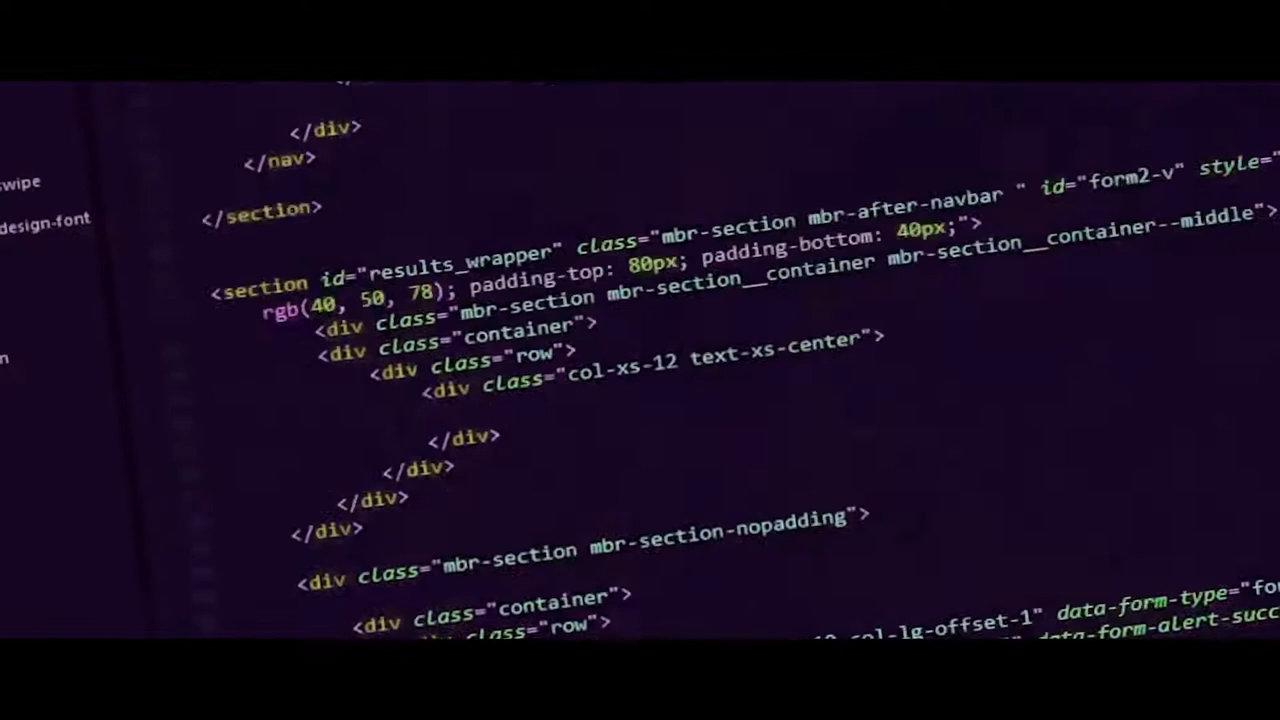 </div>
</nav>
</section>
swipe
design-font
<section id="results_wrapper" class="mbr-section mbr-after-navbar " id="form2-v" style="
rgb(40, 50, 78); padding-top: 80px; padding-bottom: 40px;">
<div class="mbr-section mbr-section__container mbr-section__container--middle">
<div class="container">
<div class="row">
<div class="col-xs-12 text-xs-center">
</div>
</div>
</div>
</div>
<div class="mbr-section mbr-section-nopadding">
<div class="container">
class="row">
col-lg-offset-1" data-form-type="fo
data-form-alert-succ